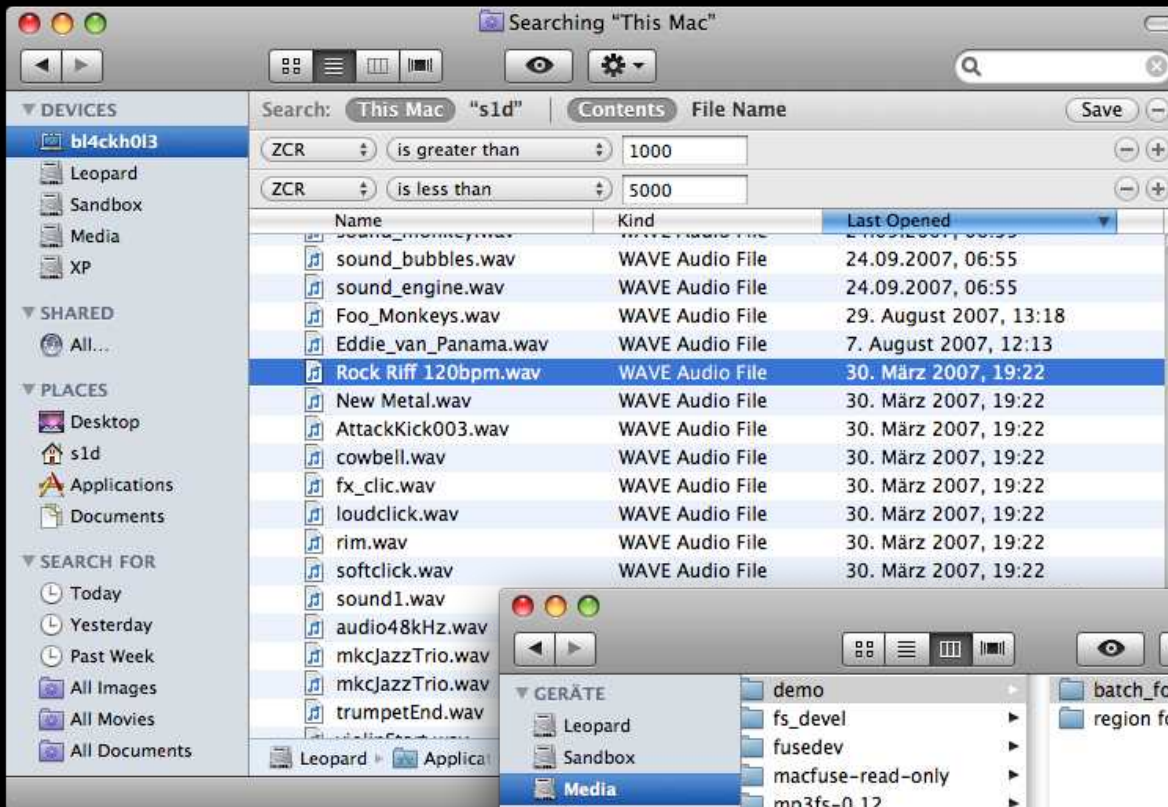 Searching “This Mac”
Search: This Mac “s1d” Contents File Name Save
ZCR is greater than 1000
ZCR is less than 5000
Name Kind Last Opened
DEVICES
bl4ckh0l3
Leopard
Sandbox
Media
XP
SHARED
All...
PLACES
Desktop
s1d
Applications
Documents
SEARCH FOR
Today
Yesterday
Past Week
All Images
All Movies
All Documents
sound_bubbles.wav WAVE Audio File 24.09.2007, 06:55
sound_engine.wav WAVE Audio File 24.09.2007, 06:55
Foo_Monkeys.wav WAVE Audio File 29. August 2007, 13:18
Eddie_van_Panama.wav WAVE Audio File 7. August 2007, 12:13
Rock Riff 120bpm.wav WAVE Audio File 30. März 2007, 19:22
New Metal.wav WAVE Audio File 30. März 2007, 19:22
AttackKick003.wav WAVE Audio File 30. März 2007, 19:22
cowbell.wav WAVE Audio File 30. März 2007, 19:22
fx_clic.wav WAVE Audio File 30. März 2007, 19:22
loudclick.wav WAVE Audio File 30. März 2007, 19:22
rim.wav WAVE Audio File 30. März 2007, 19:22
softclick.wav WAVE Audio File 30. März 2007, 19:22
sound1.wav
audio48kHz.wav
mkcJazzTrio.wav
mkcJazzTrio.wav
trumpetEnd.wav
Leopard Applicat
GERÄTE
Leopard
Sandbox
Media
demo
fs_devel
fusedev
macfuse-read-only
mp3fs-0.12
batch_fo
region fo